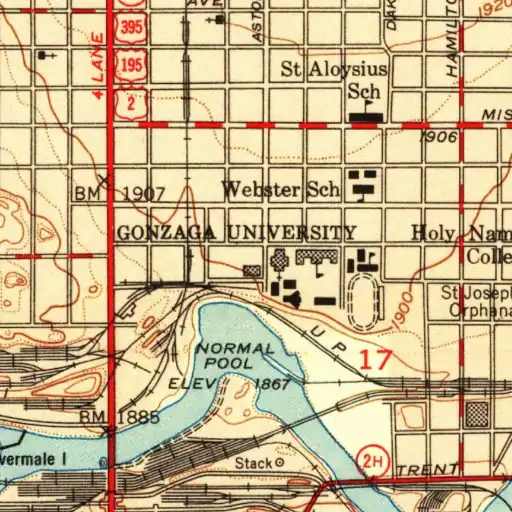 AVE
395
195
2
4 LANE
HAMILTON
1920
St Aloysius
Sch
MIS
1906
BM 1907
Webster Sch
GONZAGA UNIVERSITY
Holy Nam
Colle
St Joseph
Orphana
1900
U P
NORMAL
POOL
ELEV 1867
17
BM 1885
vermale I
Stack
2H
TRENT